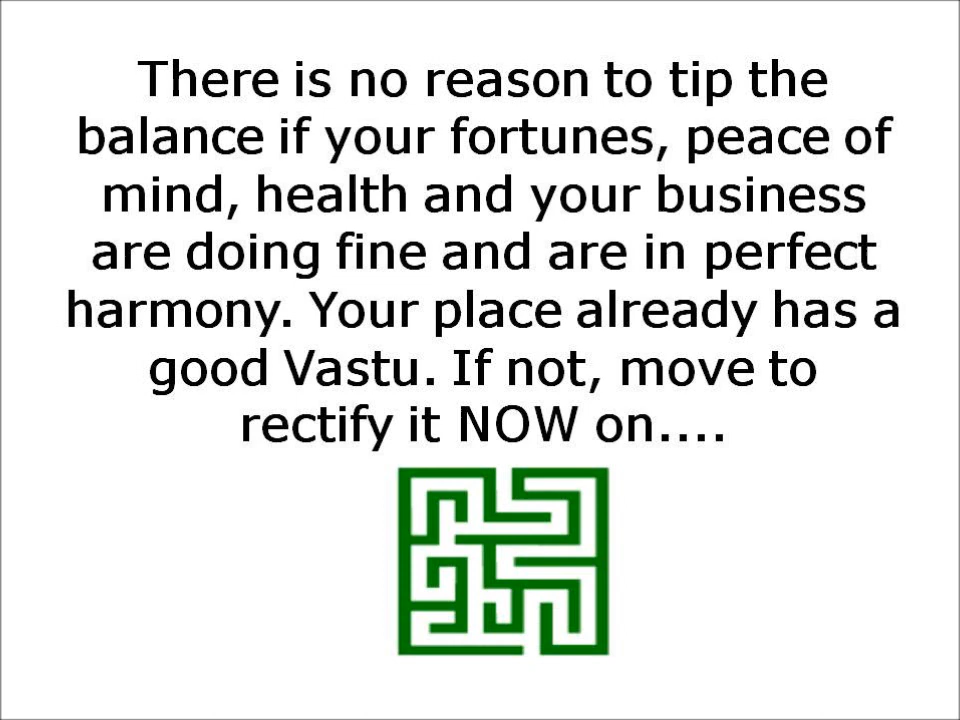 There is no reason to tip the
balance if your fortunes, peace of
mind, health and your business
are doing fine and are in perfect
harmony. Your place already has a
good Vastu. If not, move to
rectify it NOW on....